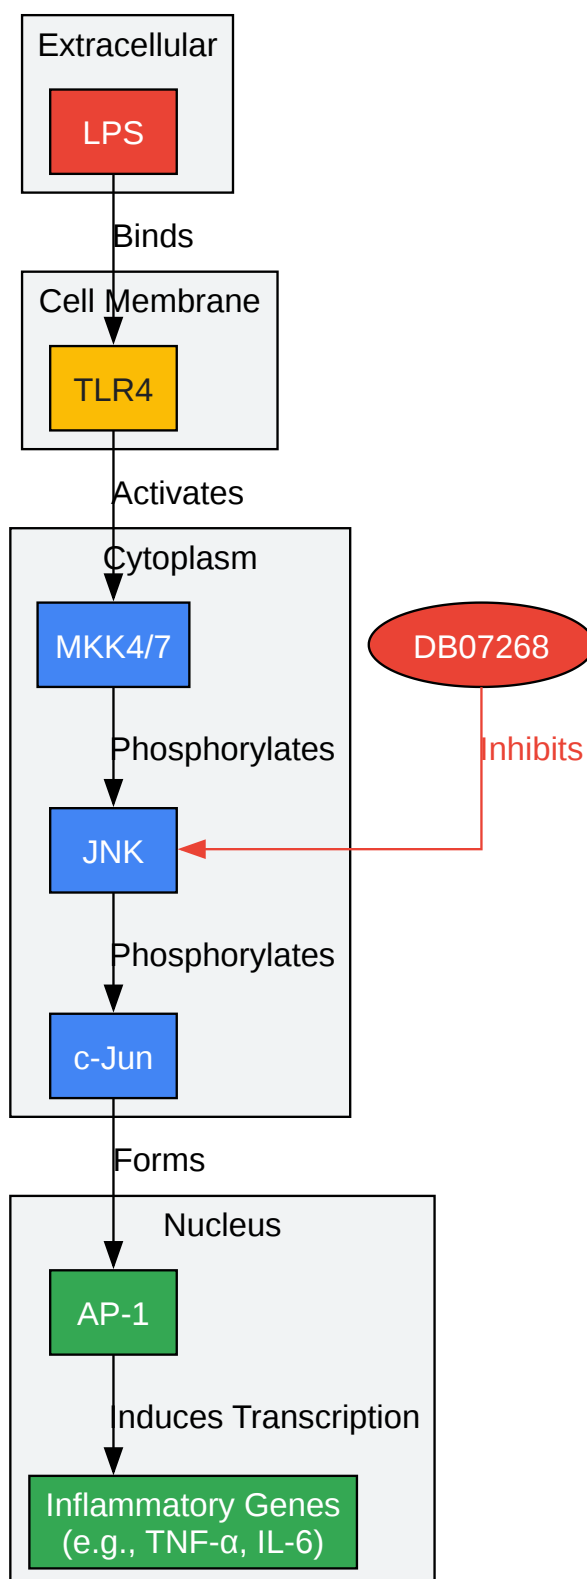 Extracellular
LPS
Binds
Cell Membrane
TLR4
Activates
Cytoplasm
MKK4/7
DB07268
Phosphorylates
Inhibits
JNK
Phosphorylates
c-Jun
Forms
Nucleus
AP-1
Induces Transcription
Inflammatory Genes
(e.g., TNF-α, IL-6)